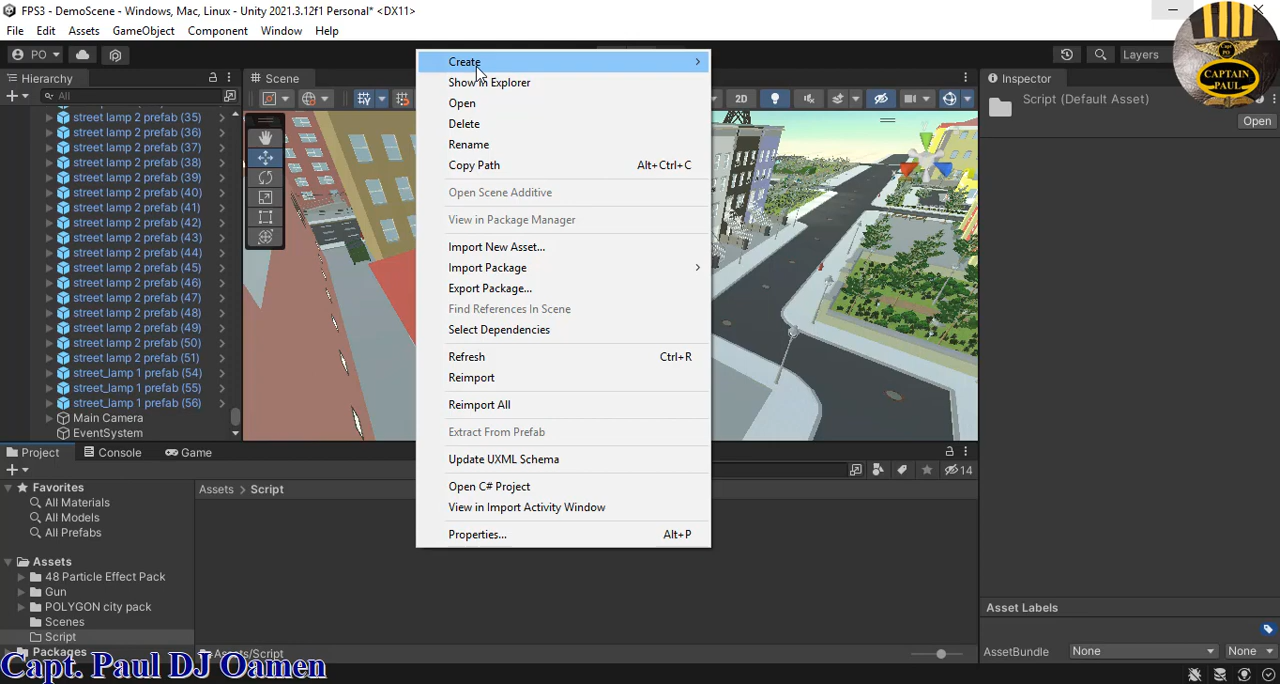 FPS3 - DemoScene - Windows, Mac, Linux - Unity 2021.3.12f1 Personal* <DX11>
File Edit Assets GameObject Component Window Help
PO
Layers
CAPT
PO
CAPTAIN
PAUL
Hierarchy
All
street lamp 2 prefab (35)
street lamp 2 prefab (36)
street lamp 2 prefab (37)
street lamp 2 prefab (38)
street lamp 2 prefab (39)
street lamp 2 prefab (40)
street lamp 2 prefab (41)
street lamp 2 prefab (42)
street lamp 2 prefab (43)
street lamp 2 prefab (44)
street lamp 2 prefab (45)
street lamp 2 prefab (46)
street lamp 2 prefab (47)
street lamp 2 prefab (48)
street lamp 2 prefab (49)
street lamp 2 prefab (50)
street lamp 2 prefab (51)
street_lamp 1 prefab (54)
street_lamp 1 prefab (55)
street_lamp 1 prefab (56)
Main Camera
EventSystem
Scene
2D
Create
Show in Explorer
Open
Delete
Rename
Copy Path Alt+Ctrl+C
Open Scene Additive
View in Package Manager
Import New Asset...
Import Package
Export Package...
Find References In Scene
Select Dependencies
Refresh Ctrl+R
Reimport
Reimport All
Extract From Prefab
Update UXML Schema
Open C# Project
View in Import Activity Window
Properties... Alt+P
Inspector
Script (Default Asset)
Open
Asset Labels
AssetBundle None None
Project Console Game
14
Favorites
All Materials
All Models
All Prefabs
Assets
48 Particle Effect Pack
Gun
POLYGON city pack
Scenes
Script
Packages
Assets > Script
Assets/Script
Capt. Paul DJ Oamen